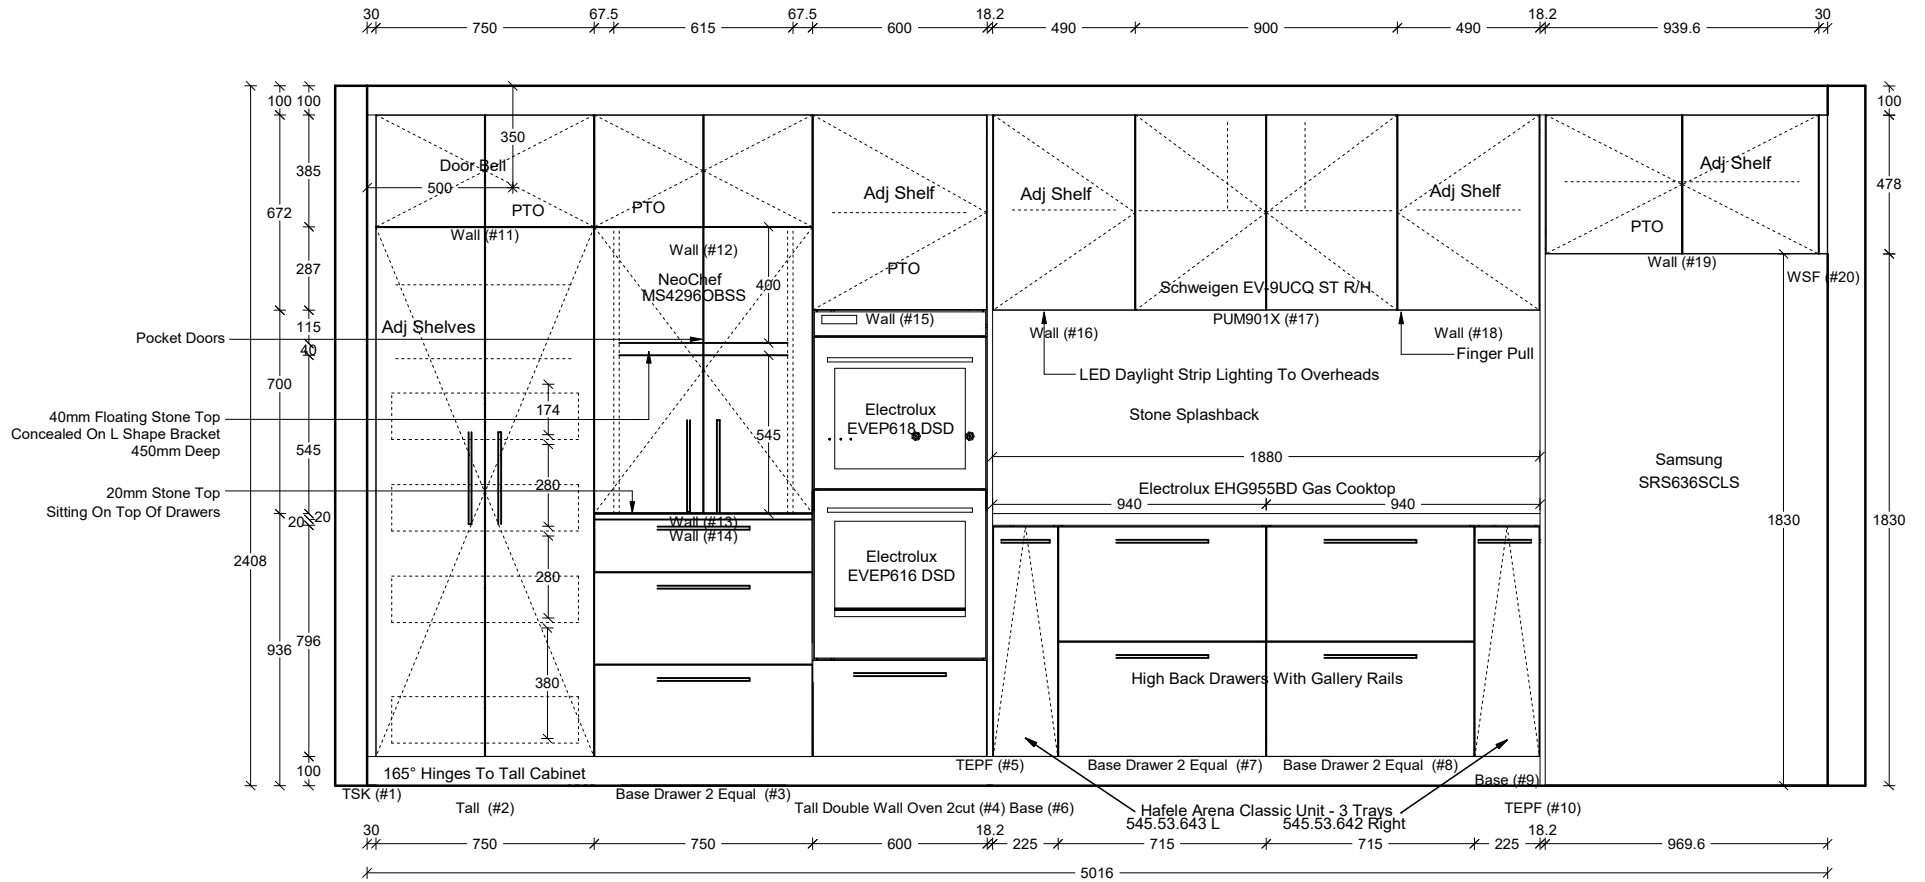 30
750
67.5
615
67.5
600
18.2
490
900
490
18.2
939.6
30
100
100
385
672
287
115
40
700
545
20
20
2408
796
936
100
350
Door Bell
500
PTO
PTO
Wall (#11)
Wall (#12)
NeoChef
MS4296OBSS
400
Adj Shelves
Pocket Doors
40mm Floating Stone Top
Concealed On L Shape Bracket
450mm Deep
20mm Stone Top
Sitting On Top Of Drawers
174
280
280
380
545
Wall (#13)
Wall (#14)
Adj Shelf
PTO
Wall (#15)
Electrolux
EVEP618 DSD
Electrolux
EVEP616 DSD
Adj Shelf
Adj Shelf
Schweigen EV-9UCQ ST R/H
PUM901X (#17)
Wall (#16)
Wall (#18)
Finger Pull
LED Daylight Strip Lighting To Overheads
Stone Splashback
1880
Electrolux EHG955BD Gas Cooktop
940
940
High Back Drawers With Gallery Rails
Adj Shelf
PTO
Wall (#19)
WSF (#20)
Samsung
SRS636SCLS
1830
100
478
1830
165° Hinges To Tall Cabinet
TSK (#1)
Tall (#2)
Base Drawer 2 Equal (#3)
Tall Double Wall Oven 2cut (#4)
TEPF (#5)
Base (#6)
Base Drawer 2 Equal (#7)
Base Drawer 2 Equal (#8)
Base (#9)
TEPF (#10)
Hafele Arena Classic Unit - 3 Trays
545.53.643 L
545.53.642 Right
30
750
750
600
18.2
225
715
715
225
18.2
969.6
5016